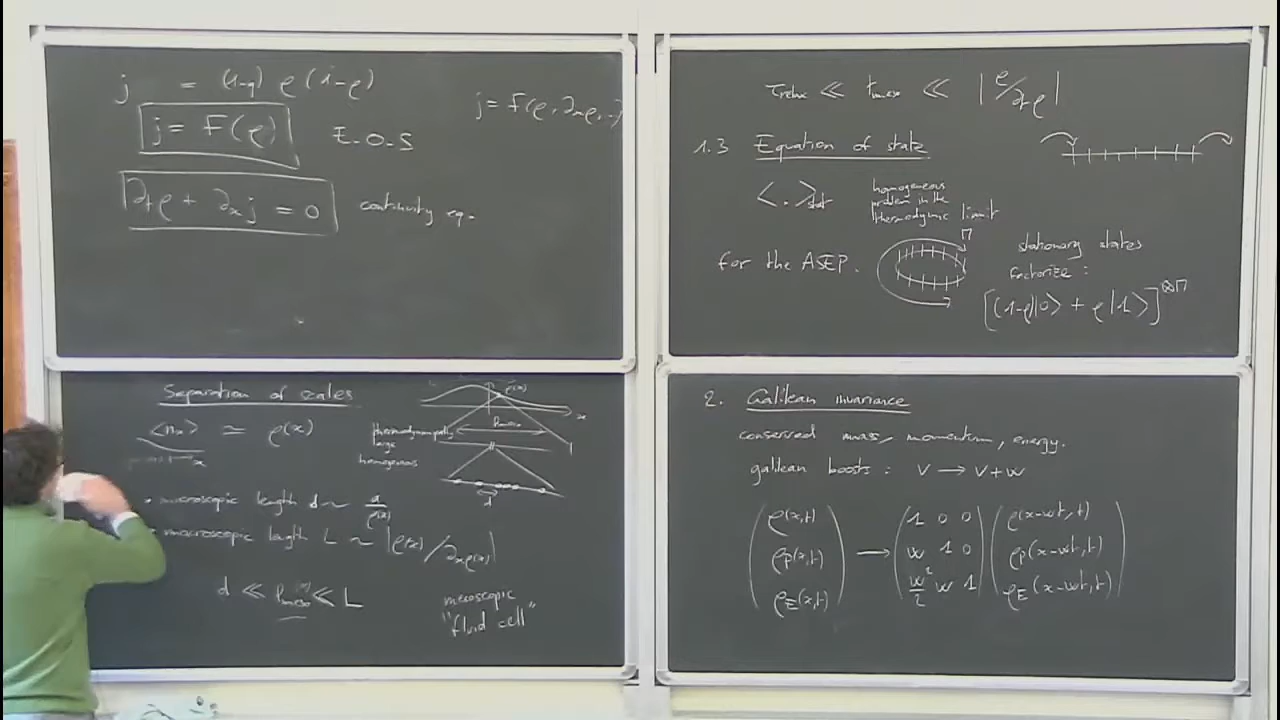 j = (1-q) ρ(1-ρ)
j = F(ρ, ∂ₓρ, ..)
j = F(ρ)
E.O.S
∂ₜρ + ∂ₓj = 0 continuity eq.
Separation of scales
<nₓ> ≃ ρ(x)
ρ(x)
x
ℓmeso
thermodynamically
large
homogeneous
d
• microscopic length d ~ a/ρ(x)
macroscopic length L ~ |ρ(x)/∂ₓρ(x)|
d ≪ ℓmeso ≪ L
mesoscopic
"fluid cell"
τrelax ≪ tmeso ≪ |ρ/∂ₜρ|
1.3 Equation of state
<.>stat
homogeneous
problem in the
thermodynamic limit
for the ASEP.
stationary states
factorize :
[(1-ρ)|0> + ρ|1>]
2. Galilean invariance
conserved mass, momentum, energy.
galilean boosts : v → v+w
ρ(x,t) → 1 0 0 ρ(x-wt,t)
ρp(x,t) w 1 0 ρp(x-wt,t)
ρE(x,t) w²/2 w 1 ρE(x-wt,t)